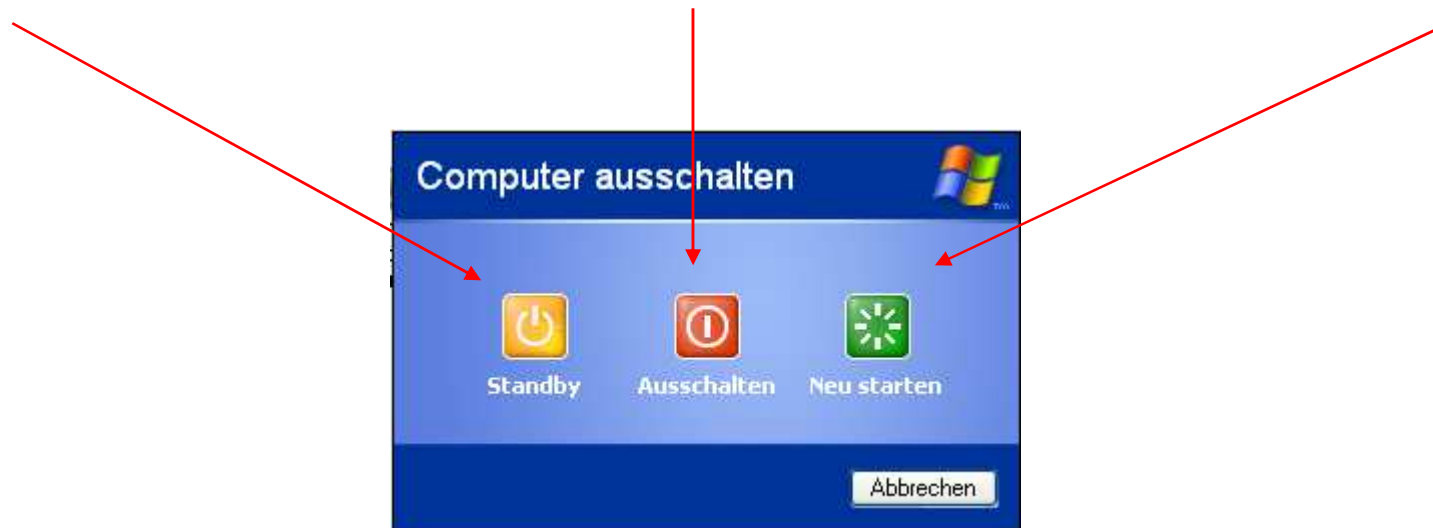 Computer ausschalten
Standby
Ausschalten
Neu starten
Abbrechen